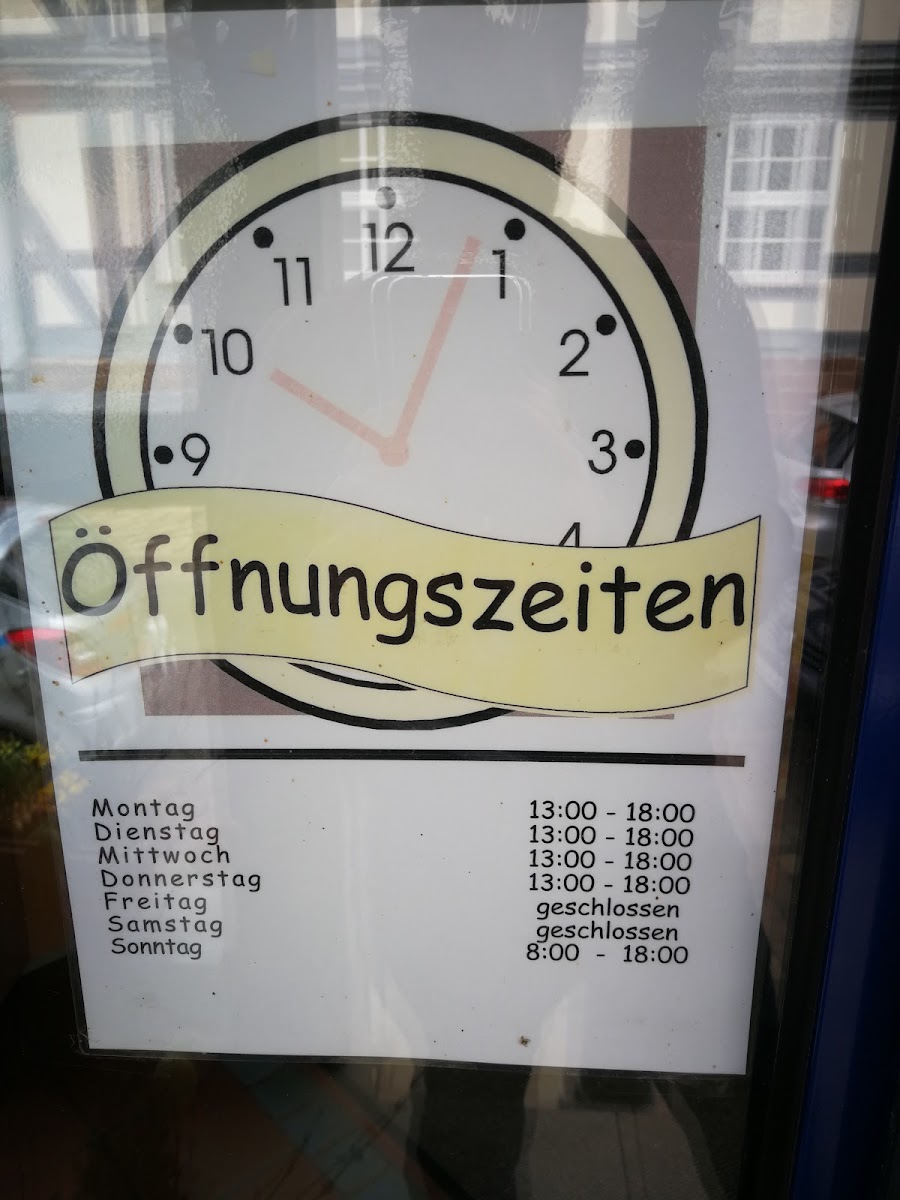 12
11
1
10
2
9
3
4
Öffnungszeiten
Montag 13:00 - 18:00
Dienstag 13:00 - 18:00
Mittwoch 13:00 - 18:00
Donnerstag 13:00 - 18:00
Freitag geschlossen
Samstag geschlossen
Sonntag 8:00 - 18:00